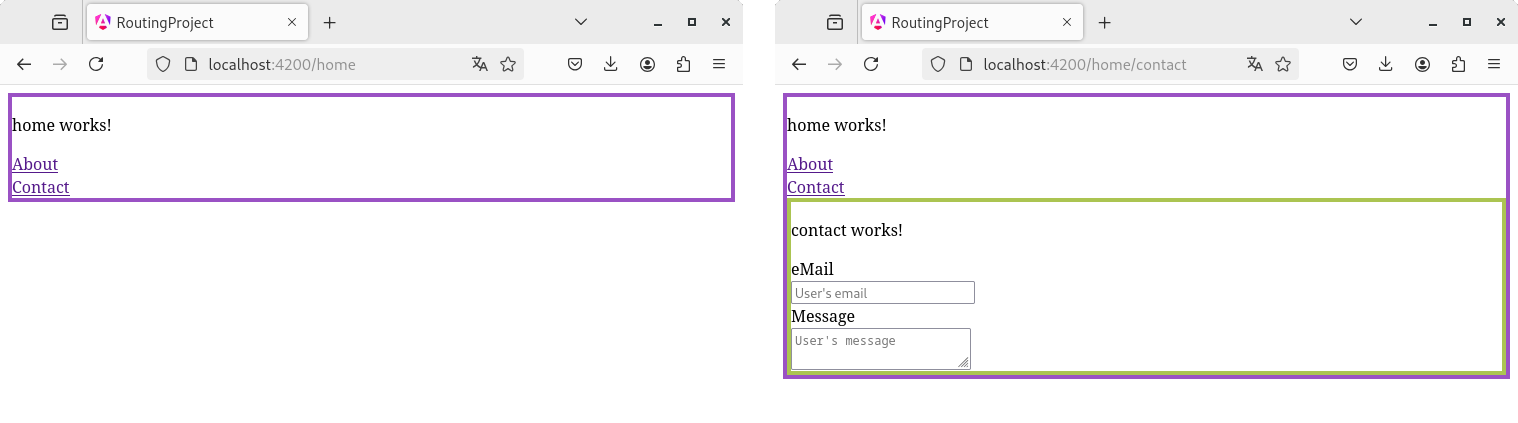 RoutingProject
localhost:4200/home
home works!
About
Contact
RoutingProject
localhost:4200/home/contact
home works!
About
Contact
contact works!
eMail
User's email
Message
User's message